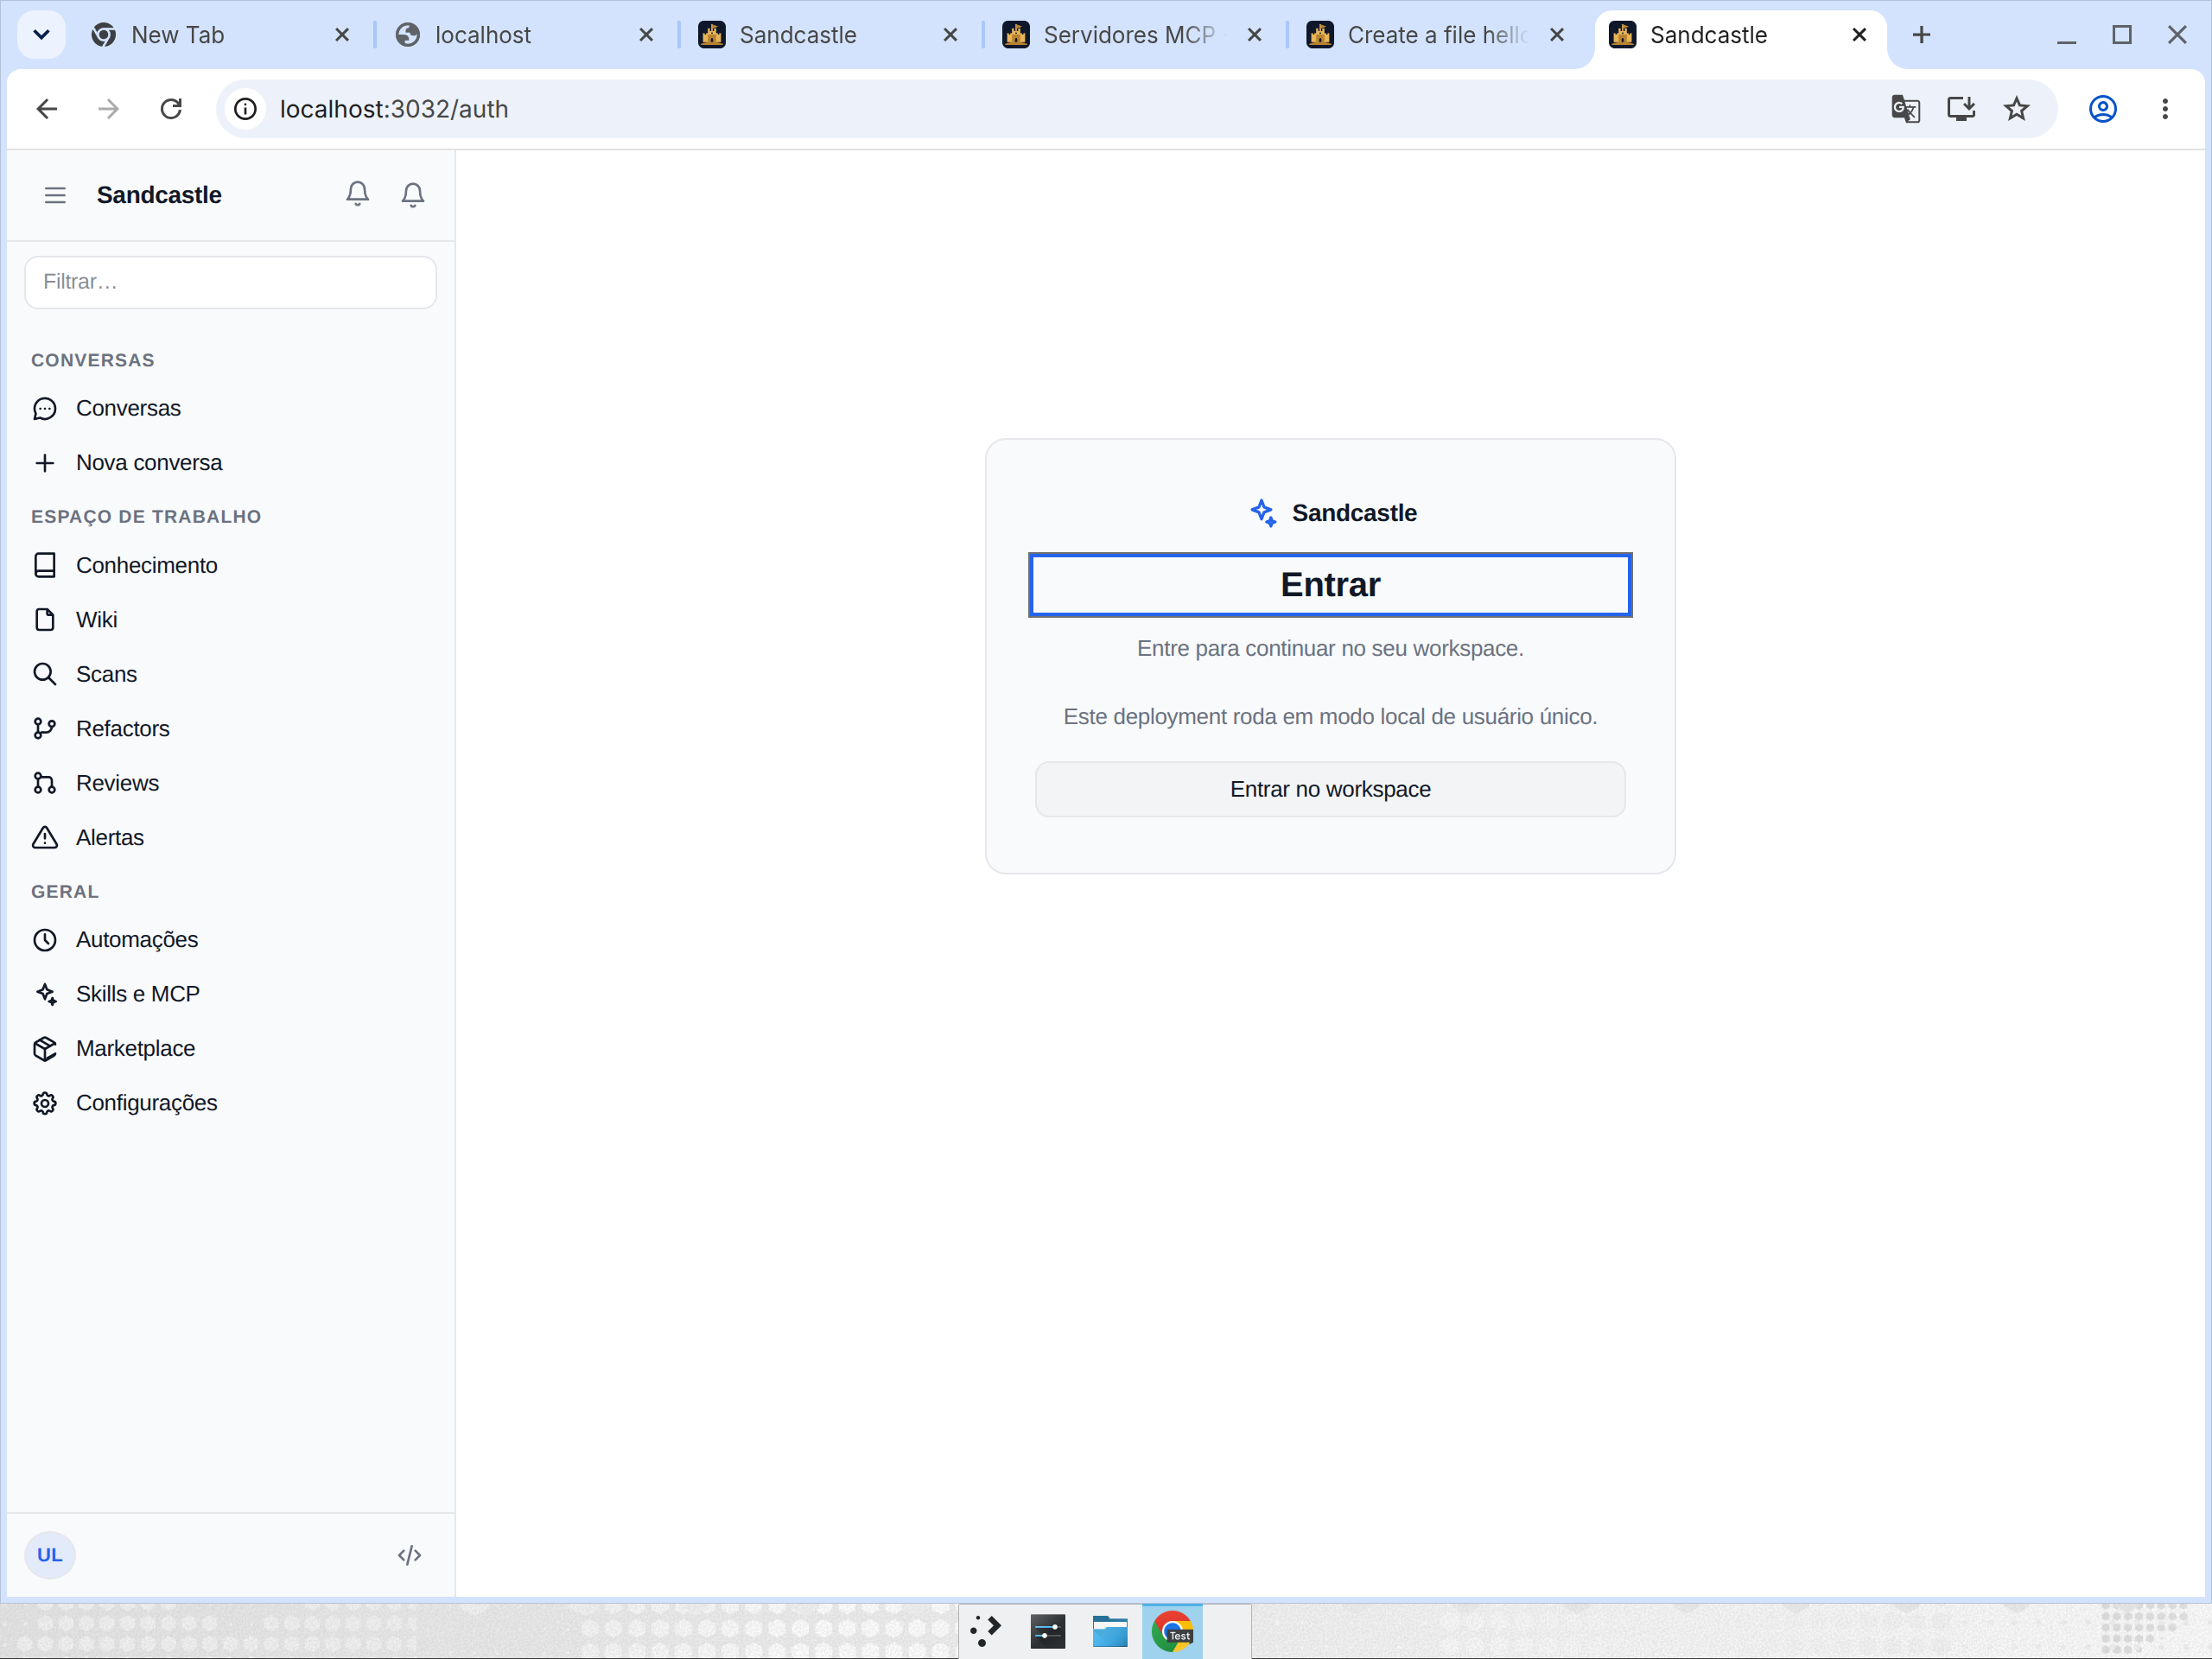 New Tab
localhost
Sandcastle
Servidores MCP
Create a file hello
Sandcastle
localhost:3032/auth
Sandcastle
Filtrar…
CONVERSAS
Conversas
Nova conversa
ESPAÇO DE TRABALHO
Conhecimento
Wiki
Scans
Refactors
Reviews
Alertas
GERAL
Automações
Skills e MCP
Marketplace
Configurações
UL
Sandcastle
Entrar
Entre para continuar no seu workspace.
Este deployment roda em modo local de usuário único.
Entrar no workspace
Test